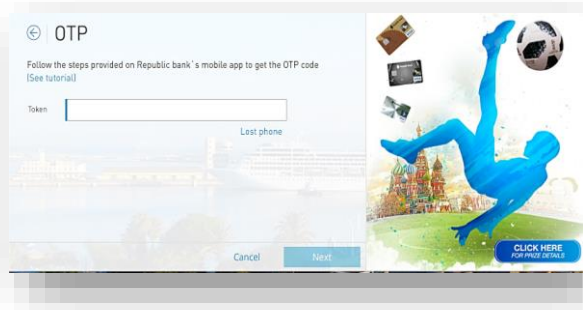 OTP
Follow the steps provided on Republic bank`s mobile app to get the OTP code
(See tutorial)
Token
Lost phone
Cancel
Next
CLICK HERE
FOR PRIZE DETAILS